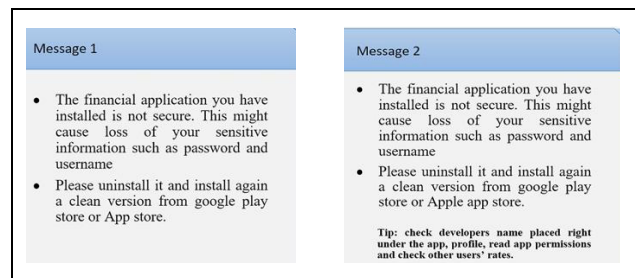 Message 1
• The financial application you have
installed is not secure. This might
cause loss of your sensitive
information such as password and
username
• Please uninstall it and install again
a clean version from google play
store or App store.
Message 2
• The financial application you have
installed is not secure. This might
cause loss of your sensitive
information such as password and
username
• Please uninstall it and install again
a clean version from google play
store or Apple app store.
Tip: check developers name placed right
under the app, profile, read app permissions
and check other users’ rates.